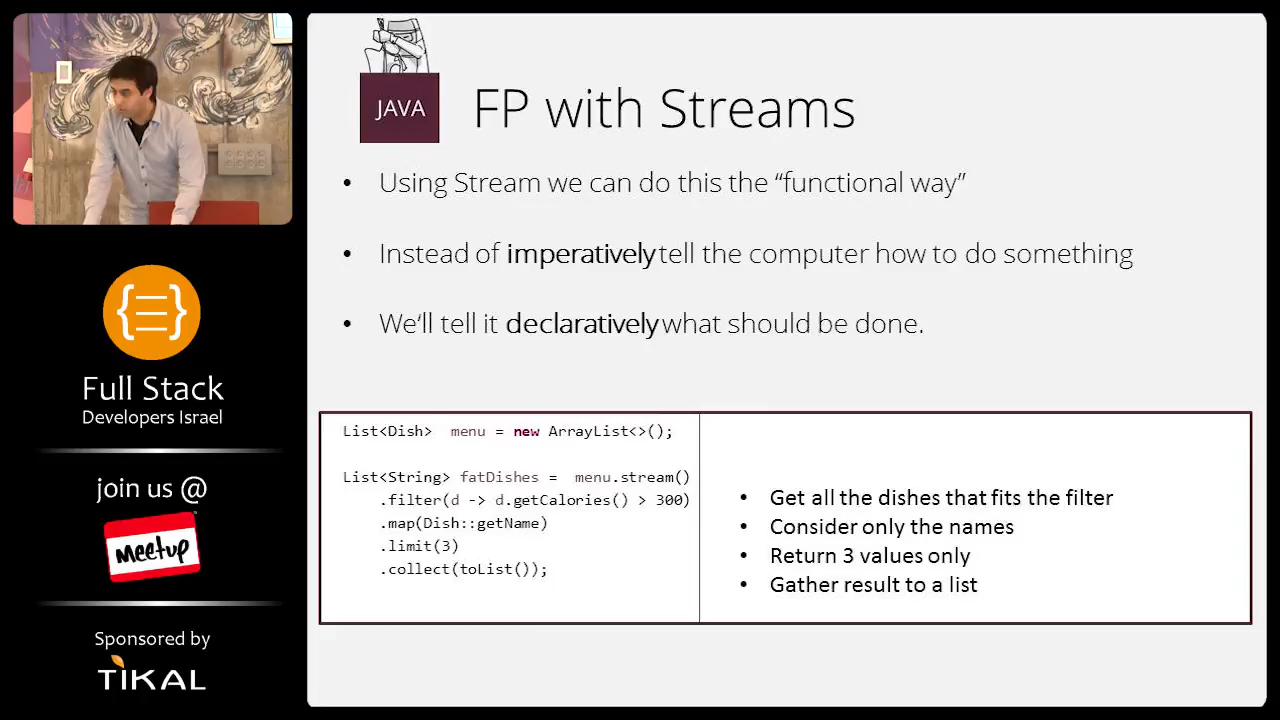 JAVA
FP with Streams
• Using Stream we can do this the “functional way”
• Instead of imperatively tell the computer how to do something
• We’ll tell it declaratively what should be done.
List<Dish> menu = new ArrayList<>();
List<String> fatDishes = menu.stream()
.filter(d -> d.getCalories() > 300)
.map(Dish::getName)
.limit(3)
.collect(toList());
• Get all the dishes that fits the filter
• Consider only the names
• Return 3 values only
• Gather result to a list
Full Stack
Developers Israel
join us @
Meetup
Sponsored by
TIKAL